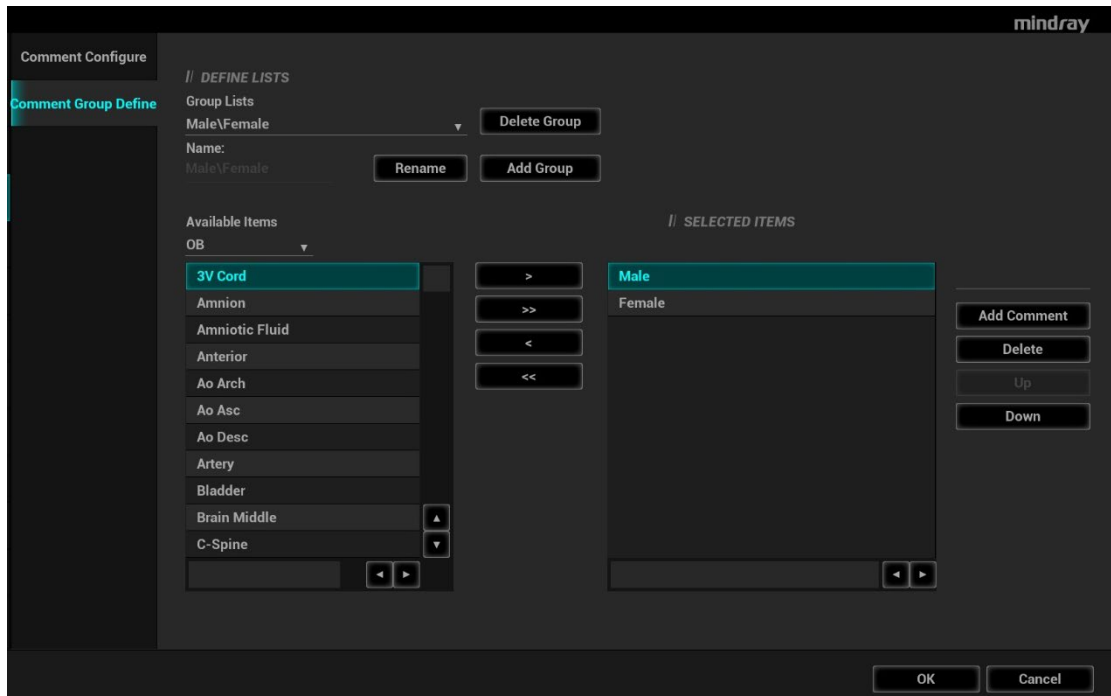 mindray
Comment Configure
Comment Group Define
// DEFINE LISTS
Group Lists
Male\Female
Delete Group
Name:
Male\Female
Rename
Add Group
Available Items
OB
3V Cord
Amnion
Amniotic Fluid
Anterior
Ao Arch
Ao Asc
Ao Desc
Artery
Bladder
Brain Middle
C-Spine
>
>>
<
<<
// SELECTED ITEMS
Male
Female
Add Comment
Delete
Up
Down
OK
Cancel